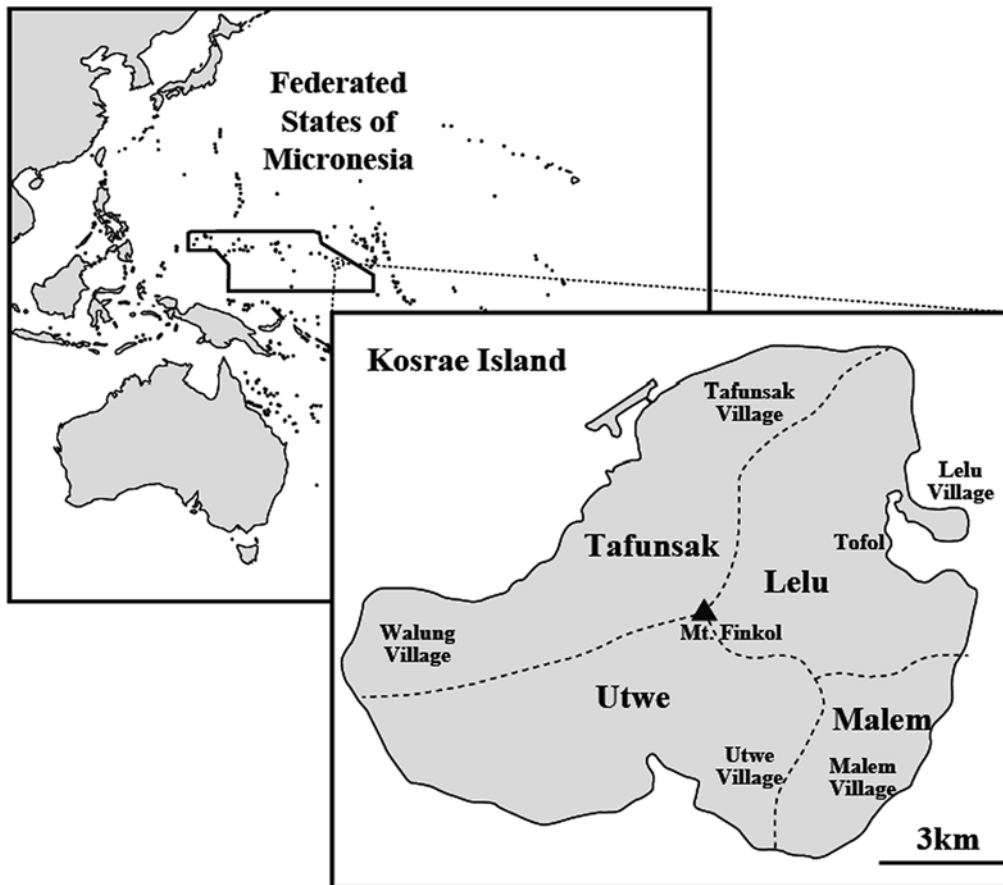 Federated
States of
Micronesia
Kosrae Island
Tafunsak
Village
Lelu
Village
Tofol
Tafunsak
Lelu
Walung
Village
Mt. Finkol
Utwe
Malem
Utwe
Village
Malem
Village
3km